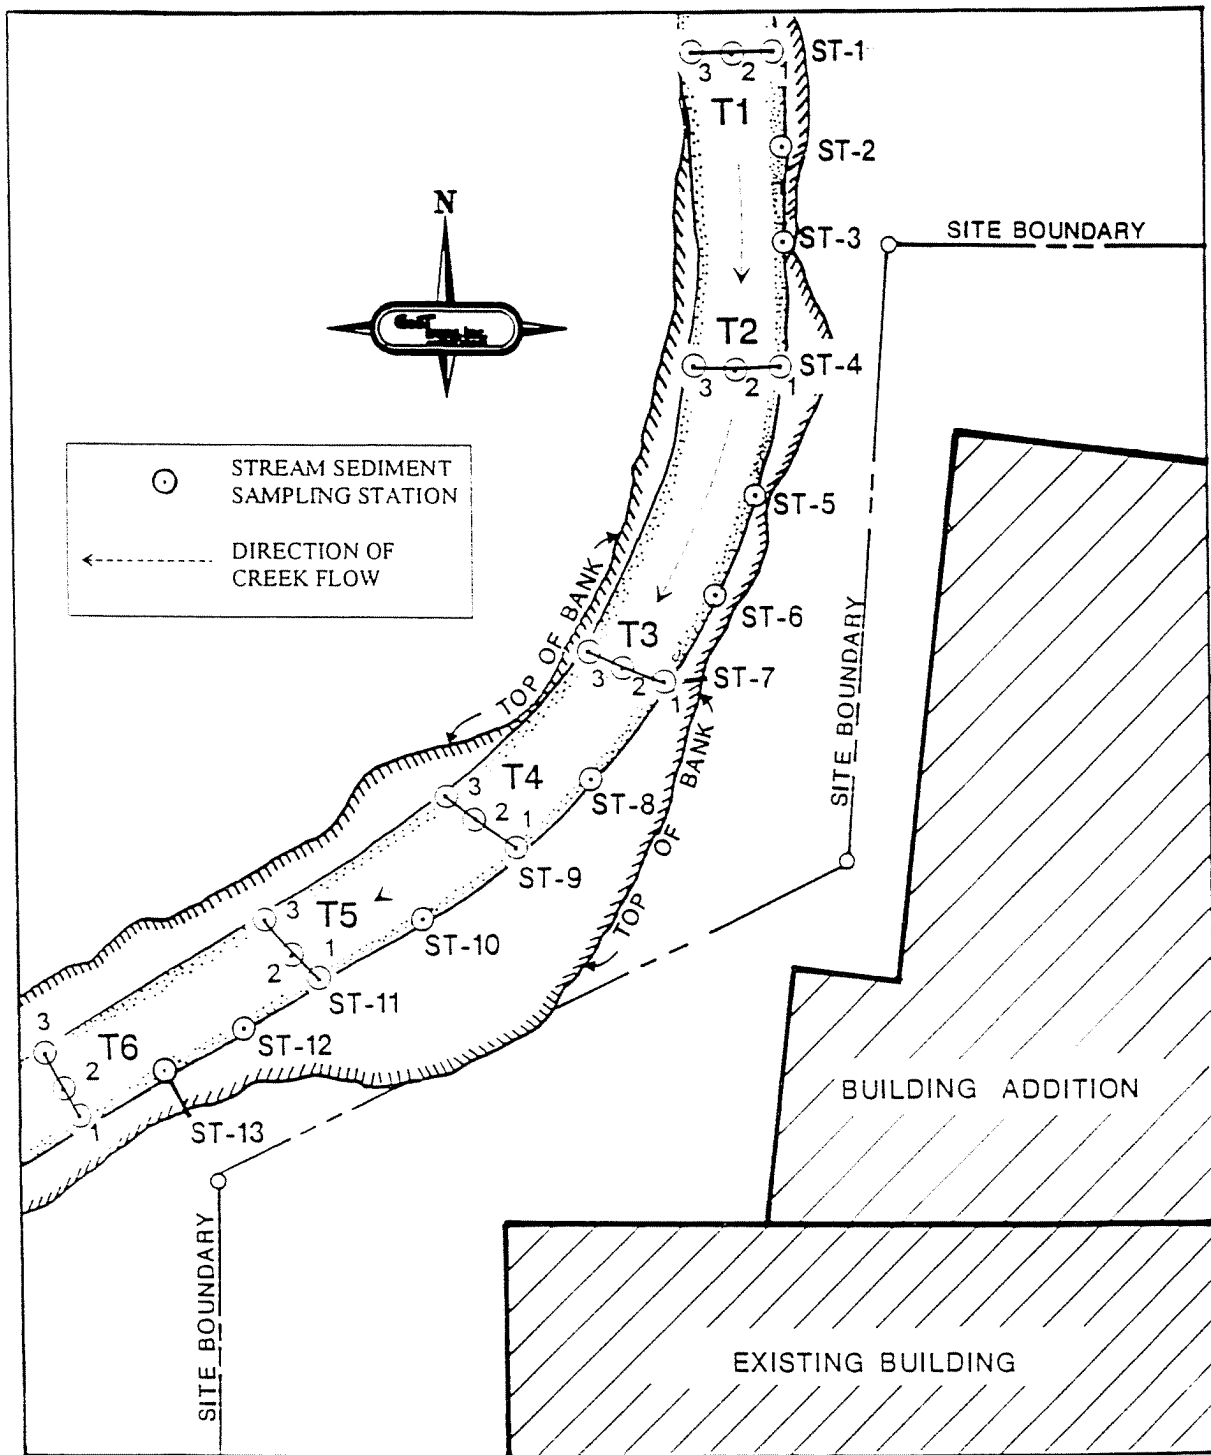 3 2 1 ST-1
T1
ST-2
N
ST-3
SITE BOUNDARY
T2
3 2 1 ST-4
STREAM SEDIMENT
SAMPLING STATION
DIRECTION OF
CREEK FLOW
ST-5
ST-6
TOP OF BANK
T3
3 2 1 ST-7
SITE BOUNDARY
T4
3 2 1
ST-8
ST-9
TOP OF BANK
T5
3 2 1
ST-10
ST-11
ST-12
T6
3 2 1
ST-13
BUILDING ADDITION
SITE BOUNDARY
EXISTING BUILDING